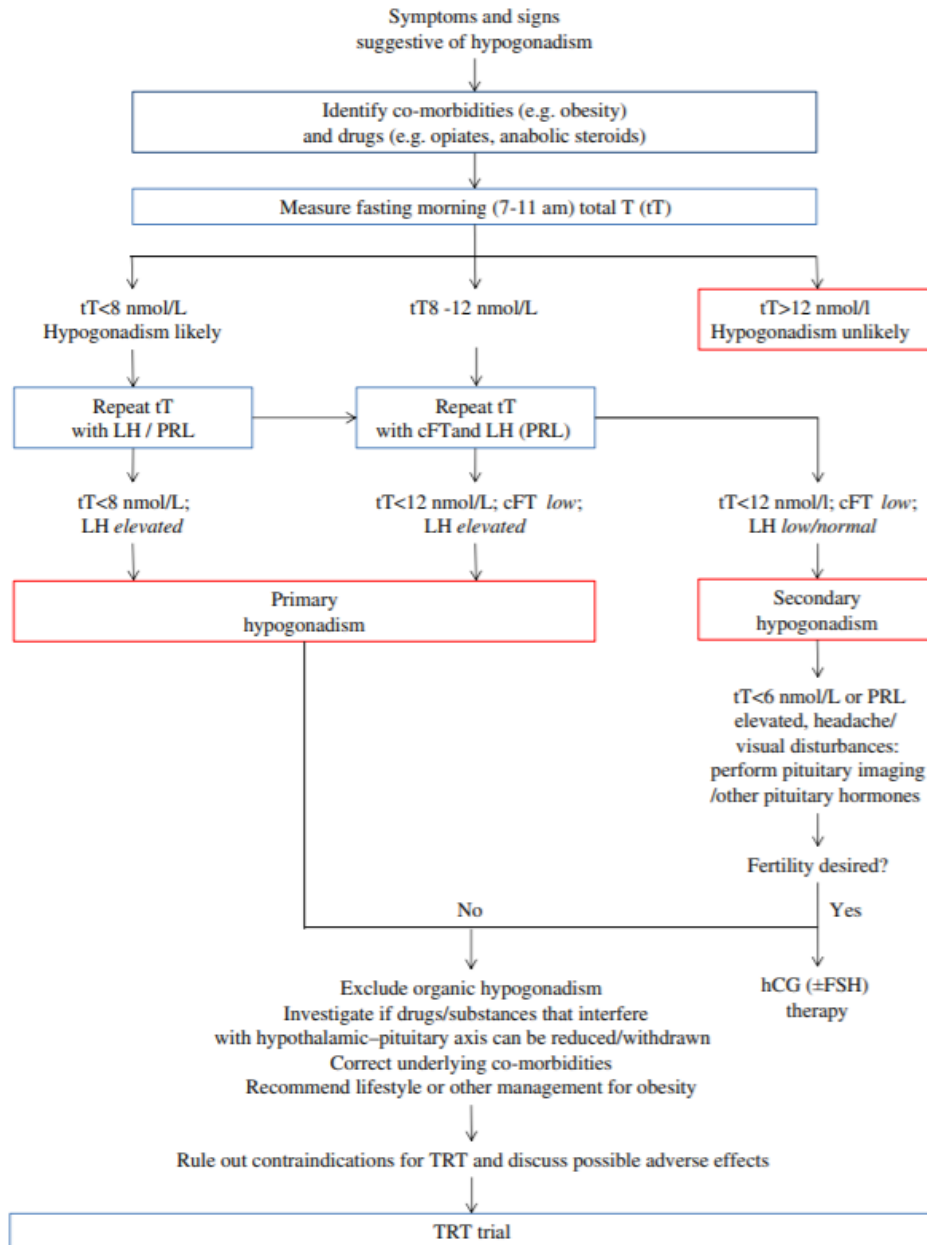 Symptoms and signs
suggestive of hypogonadism
Identify co-morbidities (e.g. obesity)
and drugs (e.g. opiates, anabolic steroids)
Measure fasting morning (7-11 am) total T (tT)
tT<8 nmol/L
Hypogonadism likely
tT8 -12 nmol/L
tT>12 nmol/l
Hypogonadism unlikely
Repeat tT
with LH / PRL
Repeat tT
with cFTand LH (PRL)
tT<8 nmol/L;
LH elevated
tT<12 nmol/L; cFT low;
LH elevated
tT<12 nmol/l; cFT low;
LH low/normal
Primary
hypogonadism
Secondary
hypogonadism
tT<6 nmol/L or PRL
elevated, headache/
visual disturbances:
perform pituitary imaging
/other pituitary hormones
Fertility desired?
No
Yes
Exclude organic hypogonadism
Investigate if drugs/substances that interfere
with hypothalamic–pituitary axis can be reduced/withdrawn
Correct underlying co-morbidities
Recommend lifestyle or other management for obesity
hCG (±FSH)
therapy
Rule out contraindications for TRT and discuss possible adverse effects
TRT trial